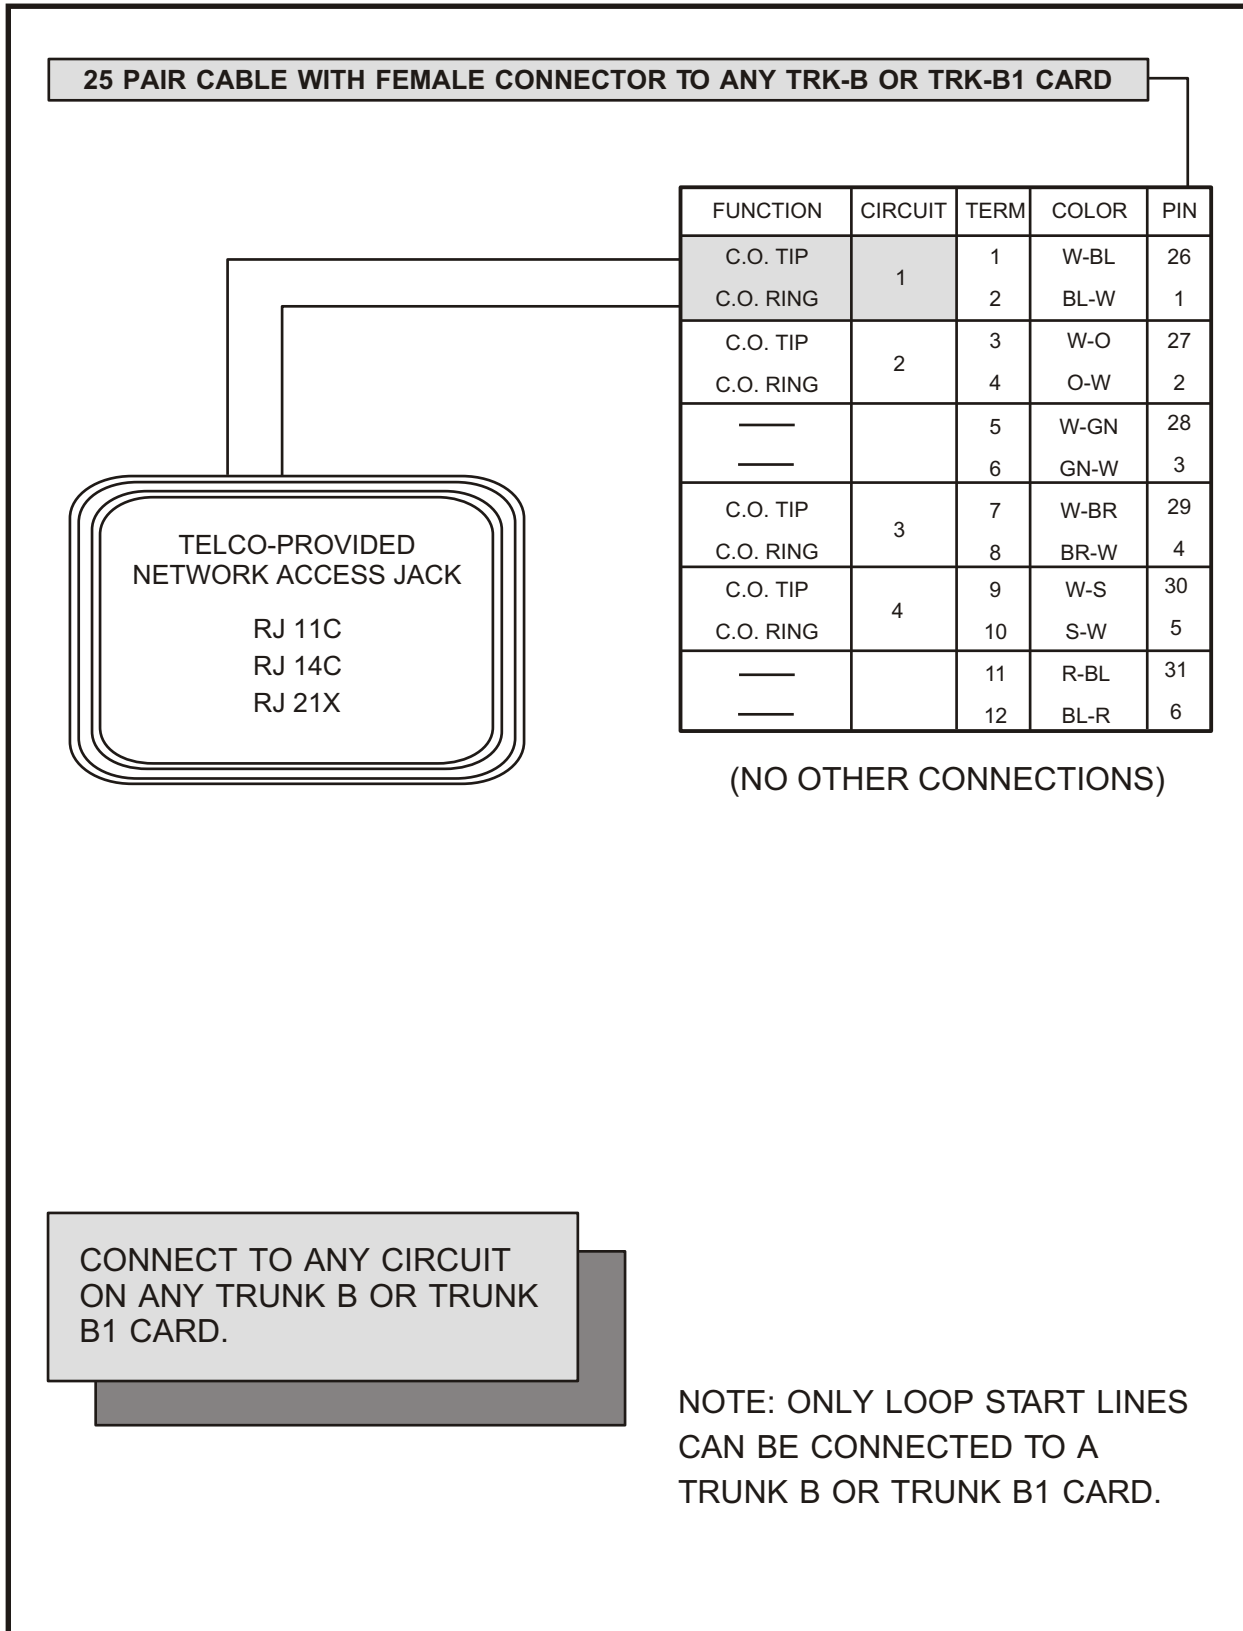 25 PAIR CABLE WITH FEMALE CONNECTOR TO ANY TRK-B OR TRK-B1 CARD
FUNCTION CIRCUIT TERM COLOR PIN
C.O. TIP 1 1 W-BL 26
C.O. RING 2 BL-W 1
C.O. TIP 2 3 W-O 27
C.O. RING 4 O-W 2
5 W-GN 28
6 GN-W 3
C.O. TIP 3 7 W-BR 29
C.O. RING 8 BR-W 4
C.O. TIP 4 9 W-S 30
C.O. RING 10 S-W 5
11 R-BL 31
12 BL-R 6
(NO OTHER CONNECTIONS)
TELCO-PROVIDED
NETWORK ACCESS JACK
RJ 11C
RJ 14C
RJ 21X
CONNECT TO ANY CIRCUIT
ON ANY TRUNK B OR TRUNK
B1 CARD.
NOTE: ONLY LOOP START LINES
CAN BE CONNECTED TO A
TRUNK B OR TRUNK B1 CARD.